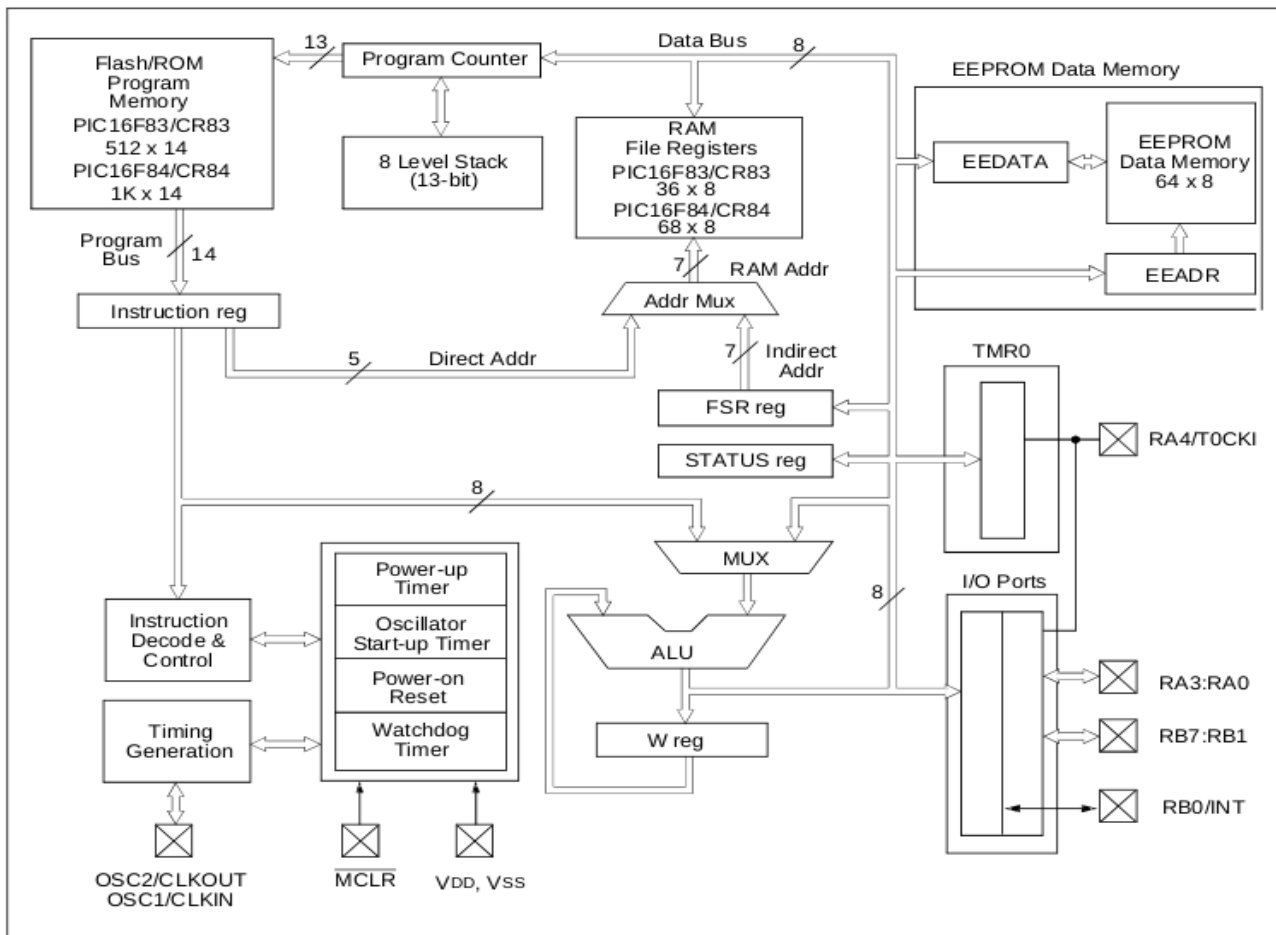 Flash/ROM
Program
Memory
PIC16F83/CR83
512 x 14
PIC16F84/CR84
1K x 14
13
Program Counter
Data Bus
8
8 Level Stack
(13-bit)
RAM
File Registers
PIC16F83/CR83
36 x 8
PIC16F84/CR84
68 x 8
EEPROM Data Memory
EEDATA
EEPROM
Data Memory
64 x 8
EEADR
Program
Bus
14
7
RAM Addr
Addr Mux
Instruction reg
5
Direct Addr
7
Indirect
Addr
FSR reg
STATUS reg
TMR0
RA4/T0CKI
8
MUX
ALU
W reg
8
I/O Ports
Power-up
Timer
Oscillator
Start-up Timer
Power-on
Reset
Watchdog
Timer
Instruction
Decode &
Control
Timing
Generation
RA3:RA0
RB7:RB1
RB0/INT
OSC2/CLKOUT
OSC1/CLKIN
MCLR
VDD, VSS